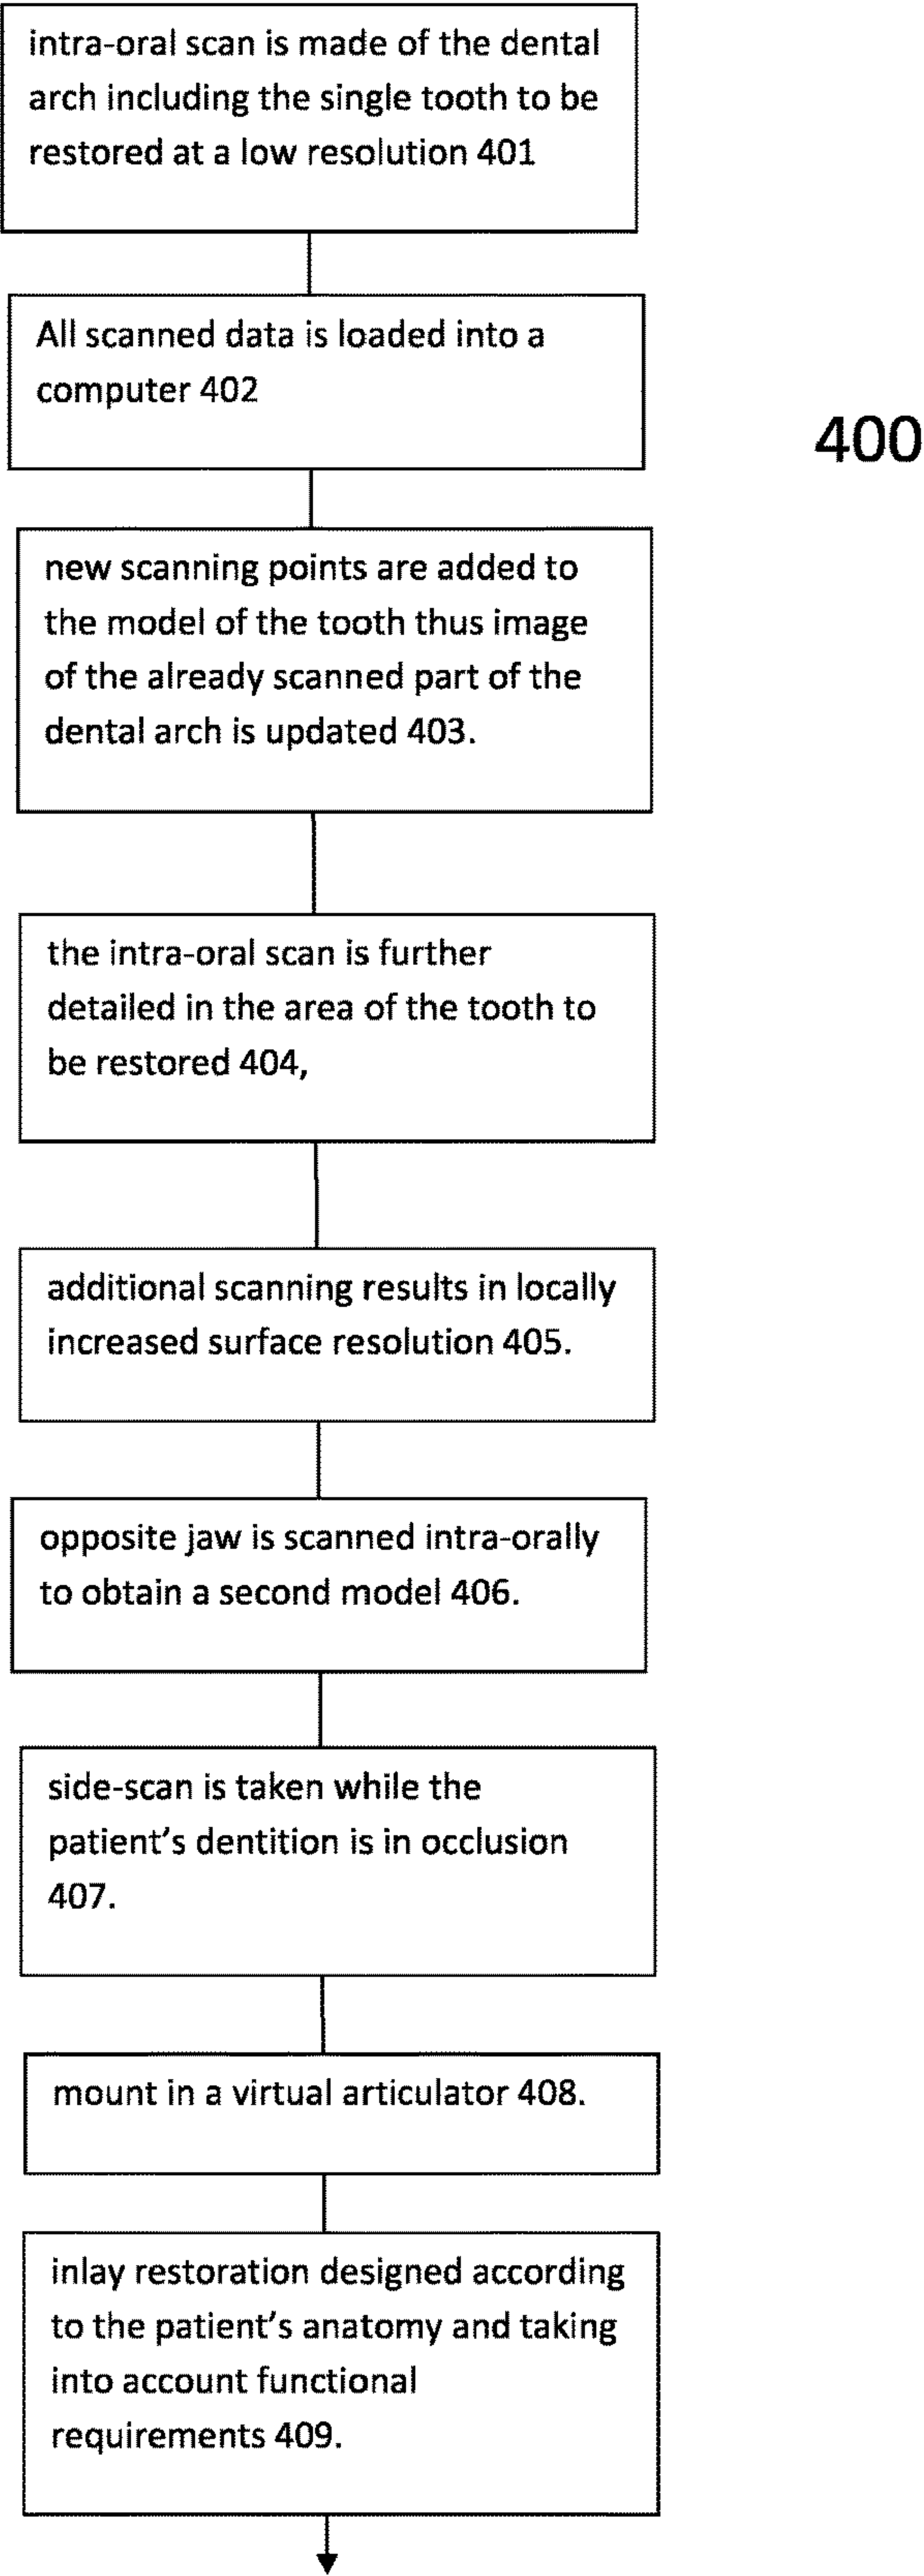 intra-oral scan is made of the dental
arch including the single tooth to be
restored at a low resolution 401
All scanned data is loaded into a
computer 402
400
new scanning points are added to
the model of the tooth thus image
of the already scanned part of the
dental arch is updated 403.
the intra-oral scan is further
detailed in the area of the tooth to
be restored 404,
additional scanning results in locally
increased surface resolution 405.
opposite jaw is scanned intra-orally
to obtain a second model 406.
side-scan is taken while the
patient's dentition is in occlusion
407.
mount in a virtual articulator 408.
inlay restoration designed according
to the patient's anatomy and taking
into account functional
requirements 409.